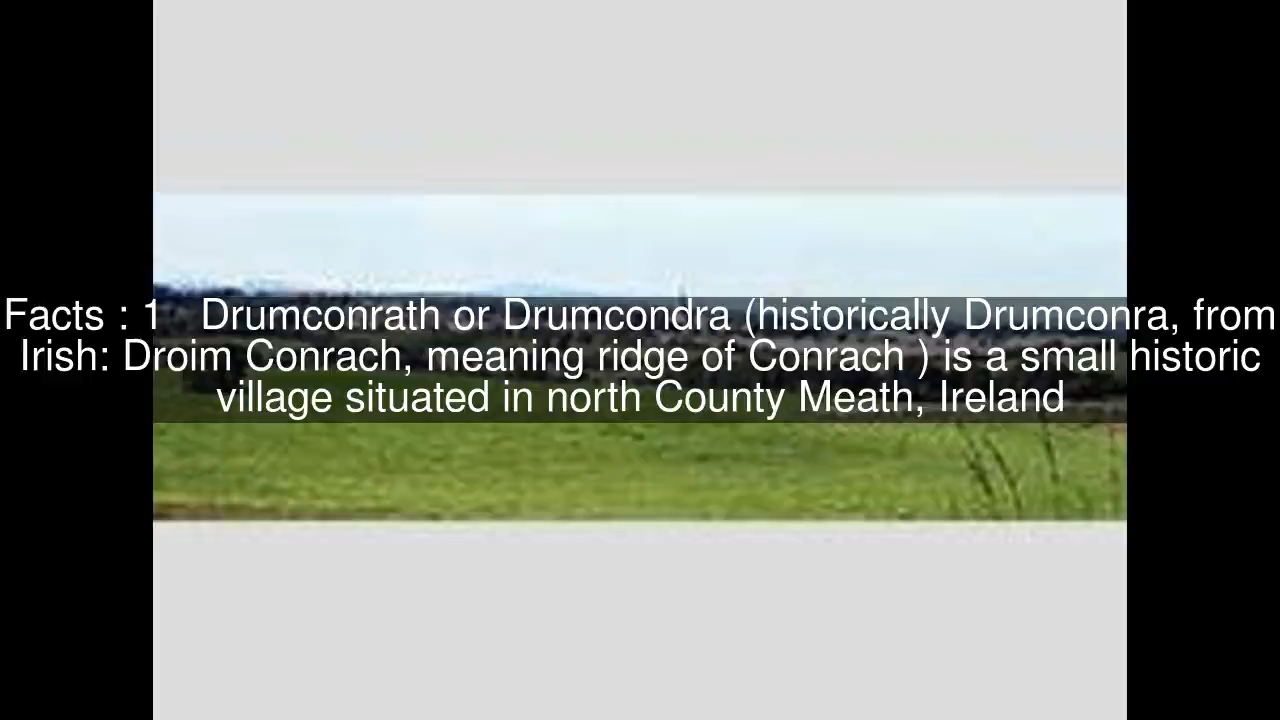 Facts : 1   Drumconrath or Drumcondra (historically Drumconra, from
Irish: Droim Conrach, meaning ridge of Conrach ) is a small historic
village situated in north County Meath, Ireland